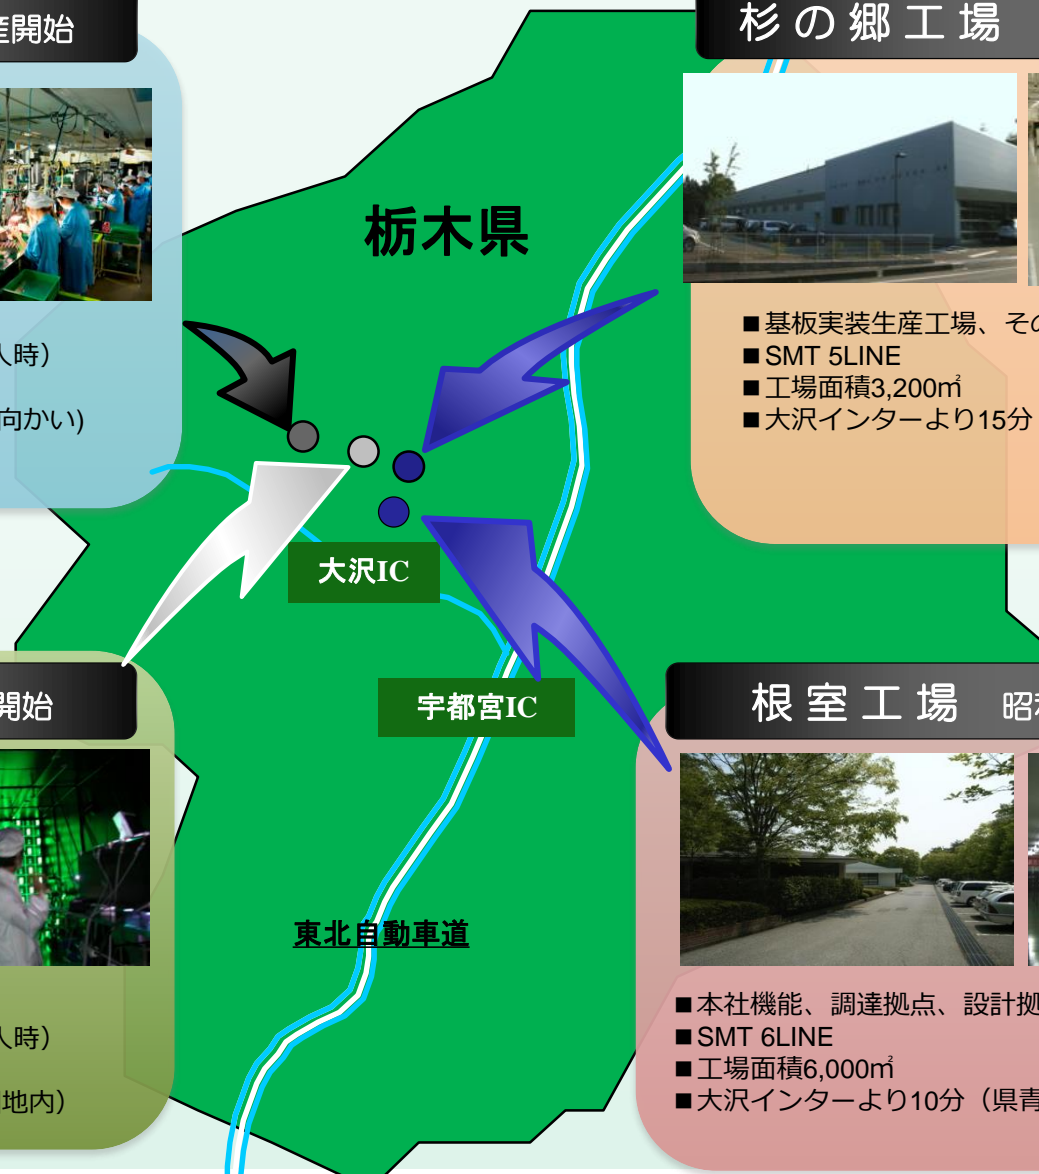 産開始
杉の郷工場
栃木県
人時）
向かい)
■基板実装生産工場、その
■SMT 5LINE
■工場面積3,200㎡
■大沢インターより15分
大沢IC
宇都宮IC
開始
根室工場 昭和
東北自動車道
人時）
地内）
■本社機能、調達拠点、設計拠
■SMT 6LINE
■工場面積6,000㎡
■大沢インターより10分（県青